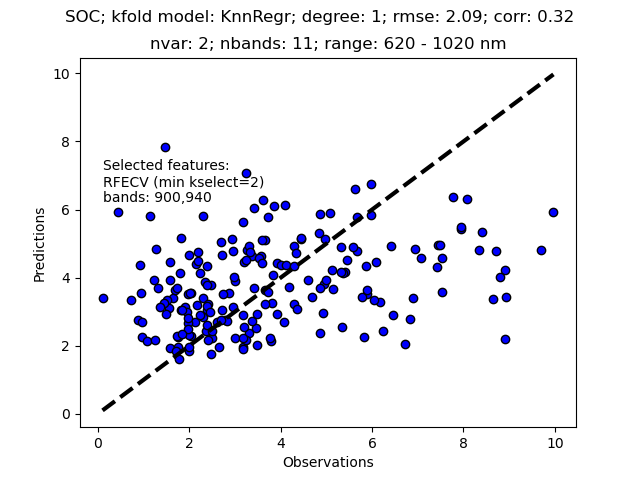 SOC; kfold model: KnnRegr; degree: 1; rmse: 2.09; corr: 0.32
nvar: 2; nbands: 11; range: 620 - 1020 nm
10
8
6
4
2
0
Predictions
Selected features:
RFECV (min kselect=2)
bands: 900,940
0 2 4 6 8 10
Observations